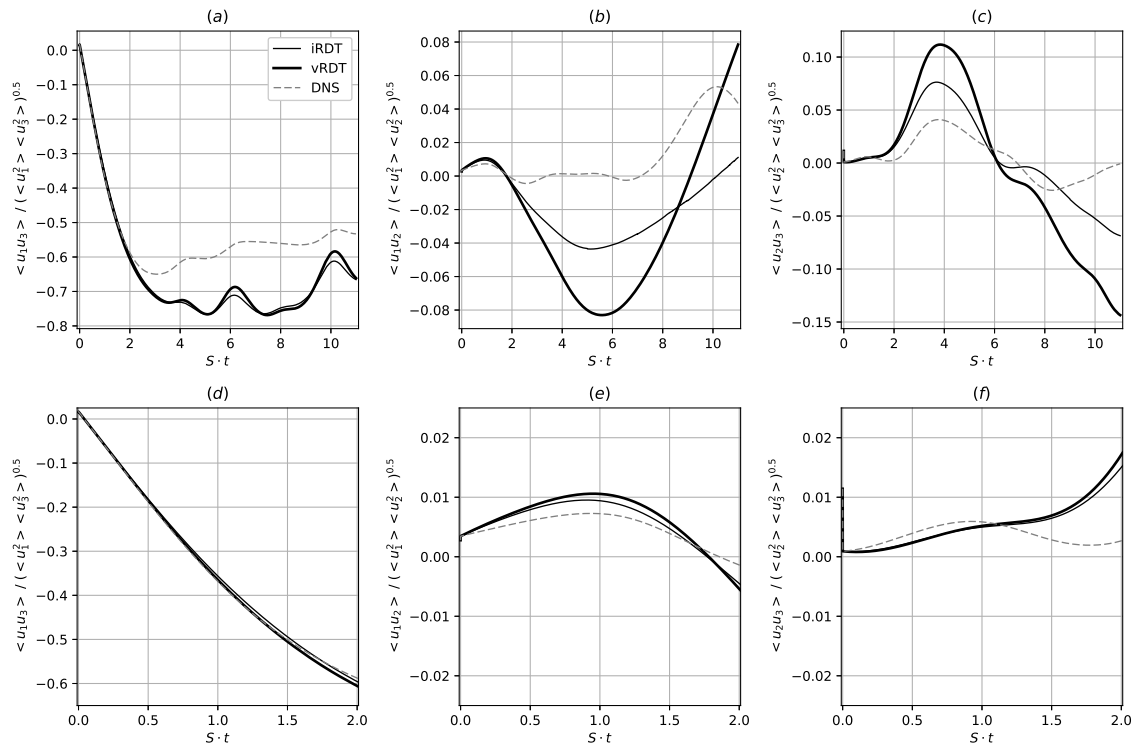 (a)
0.0
−0.1
−0.2
−0.3
−0.4
−0.5
−0.6
−0.7
−0.8
0 2 4 6 8 10
S · t
< u₁u₃ > / ( < u₁² > < u₃² > )^0.5
iRDT
vRDT
DNS
(b)
0.08
0.06
0.04
0.02
0.00
−0.02
−0.04
−0.06
−0.08
0 2 4 6 8 10
S · t
< u₁u₂ > / ( < u₁² > < u₂² > )^0.5
(c)
0.10
0.05
0.00
−0.05
−0.10
−0.15
0 2 4 6 8 10
S · t
< u₂u₃ > / ( < u₂² > < u₃² > )^0.5
(d)
0.0
−0.1
−0.2
−0.3
−0.4
−0.5
−0.6
0.0 0.5 1.0 1.5 2.0
S · t
< u₁u₃ > / ( < u₁² > < u₃² > )^0.5
(e)
0.02
0.01
0.00
−0.01
−0.02
0.0 0.5 1.0 1.5 2.0
S · t
< u₁u₂ > / ( < u₁² > < u₂² > )^0.5
(f)
0.02
0.01
0.00
−0.01
−0.02
0.0 0.5 1.0 1.5 2.0
S · t
< u₂u₃ > / ( < u₂² > < u₃² > )^0.5